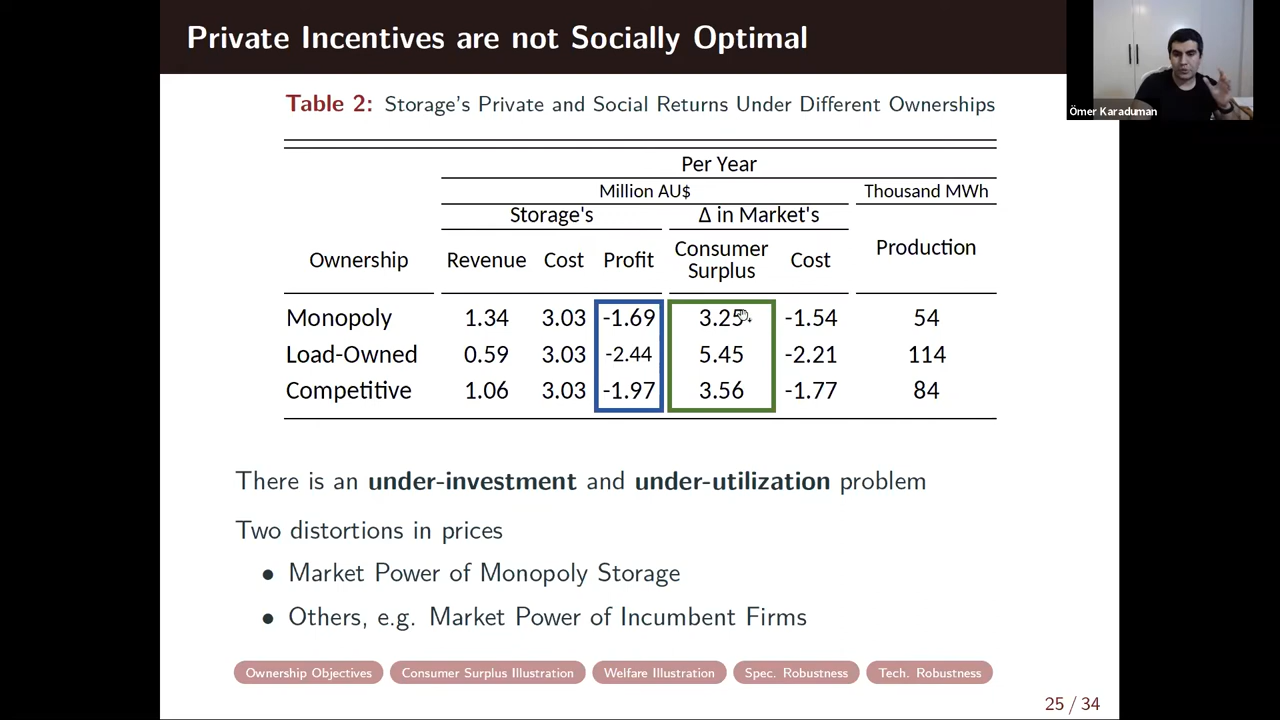 Private Incentives are not Socially Optimal
Ömer Karaduman
Table 2: Storage's Private and Social Returns Under Different Ownerships
Per Year
Million AU$ Thousand MWh
Storage's Δ in Market's
Ownership Revenue Cost Profit Consumer Surplus Cost Production
Monopoly 1.34 3.03 -1.69 3.25 -1.54 54
Load-Owned 0.59 3.03 -2.44 5.45 -2.21 114
Competitive 1.06 3.03 -1.97 3.56 -1.77 84
There is an under-investment and under-utilization problem
Two distortions in prices
• Market Power of Monopoly Storage
• Others, e.g. Market Power of Incumbent Firms
Ownership Objectives Consumer Surplus Illustration Welfare Illustration Spec. Robustness Tech. Robustness
25 / 34